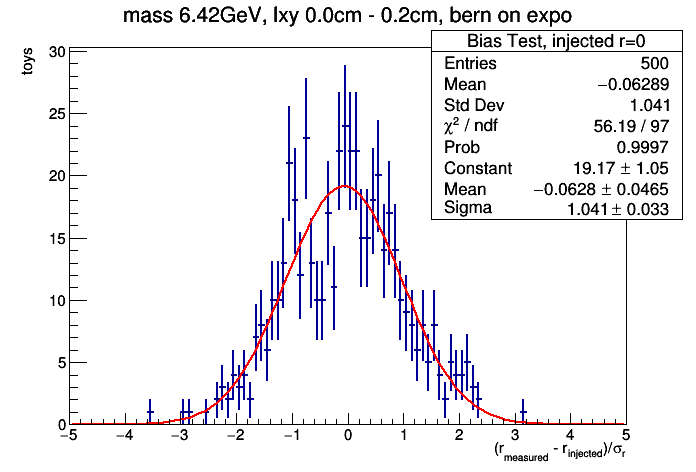 mass 6.42GeV, lxy 0.0cm - 0.2cm, bern on expo
Bias Test, injected r=0
Entries 500
Mean −0.06289
Std Dev 1.041
χ² / ndf 56.19 / 97
Prob 0.9997
Constant 19.17 ± 1.05
Mean −0.0628 ± 0.0465
Sigma 1.041 ± 0.033
toys
30
25
20
15
10
5
0
−5 −4 −3 −2 −1 0 1 2 3 4 5
(r_measured - r_injected)/σ_r